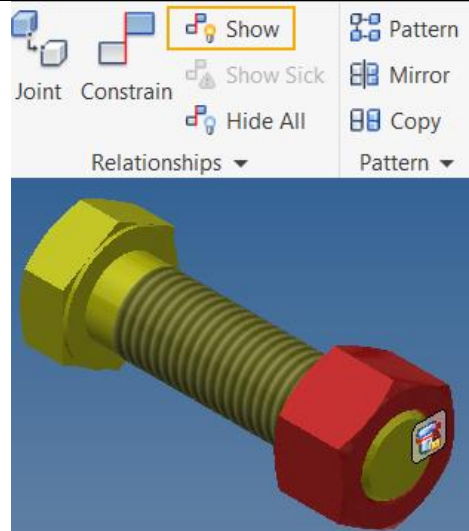 Show
Pattern
Joint
Constrain
Show Sick
Mirror
Hide All
Copy
Relationships
Pattern